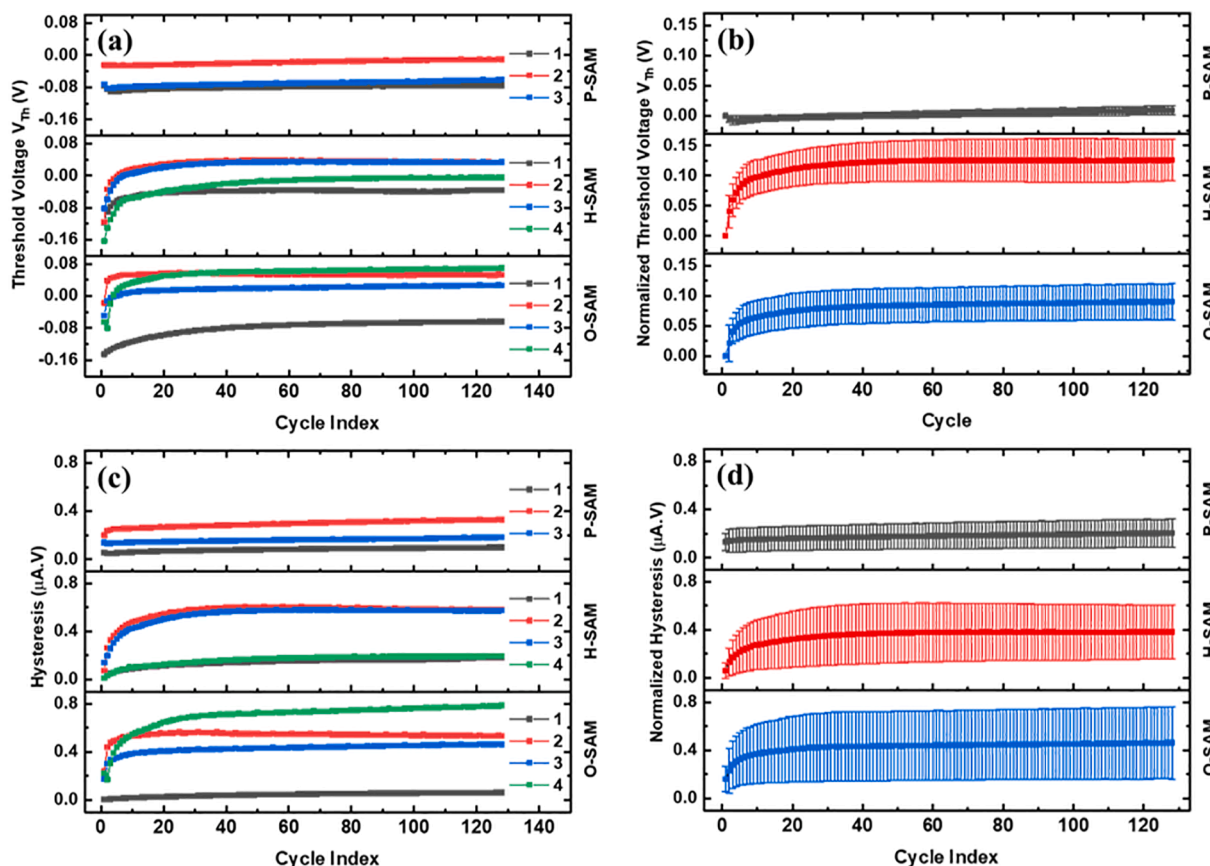 (a)
Threshold Voltage V_Th (V)
0.00
-0.08
-0.16
1
2
3
P-SAM
0.08
0.00
-0.08
-0.16
1
2
3
4
H-SAM
0.08
0.00
-0.08
-0.16
1
2
3
4
O-SAM
0 20 40 60 80 100 120 140
Cycle Index
(b)
Normalized Threshold Voltage V_Th (V)
0.15
0.10
0.05
0.00
P-SAM
0.15
0.10
0.05
0.00
H-SAM
0.15
0.10
0.05
0.00
O-SAM
0 20 40 60 80 100 120
Cycle
(c)
Hysteresis (μA.V)
0.8
0.4
0.0
1
2
3
P-SAM
0.8
0.4
0.0
1
2
3
4
H-SAM
0.8
0.4
0.0
1
2
3
4
O-SAM
0 20 40 60 80 100 120 140
Cycle Index
(d)
Normalized Hysteresis (μA.V)
0.8
0.4
0.0
P-SAM
0.8
0.4
0.0
H-SAM
0.8
0.4
0.0
O-SAM
0 20 40 60 80 100 120
Cycle Index